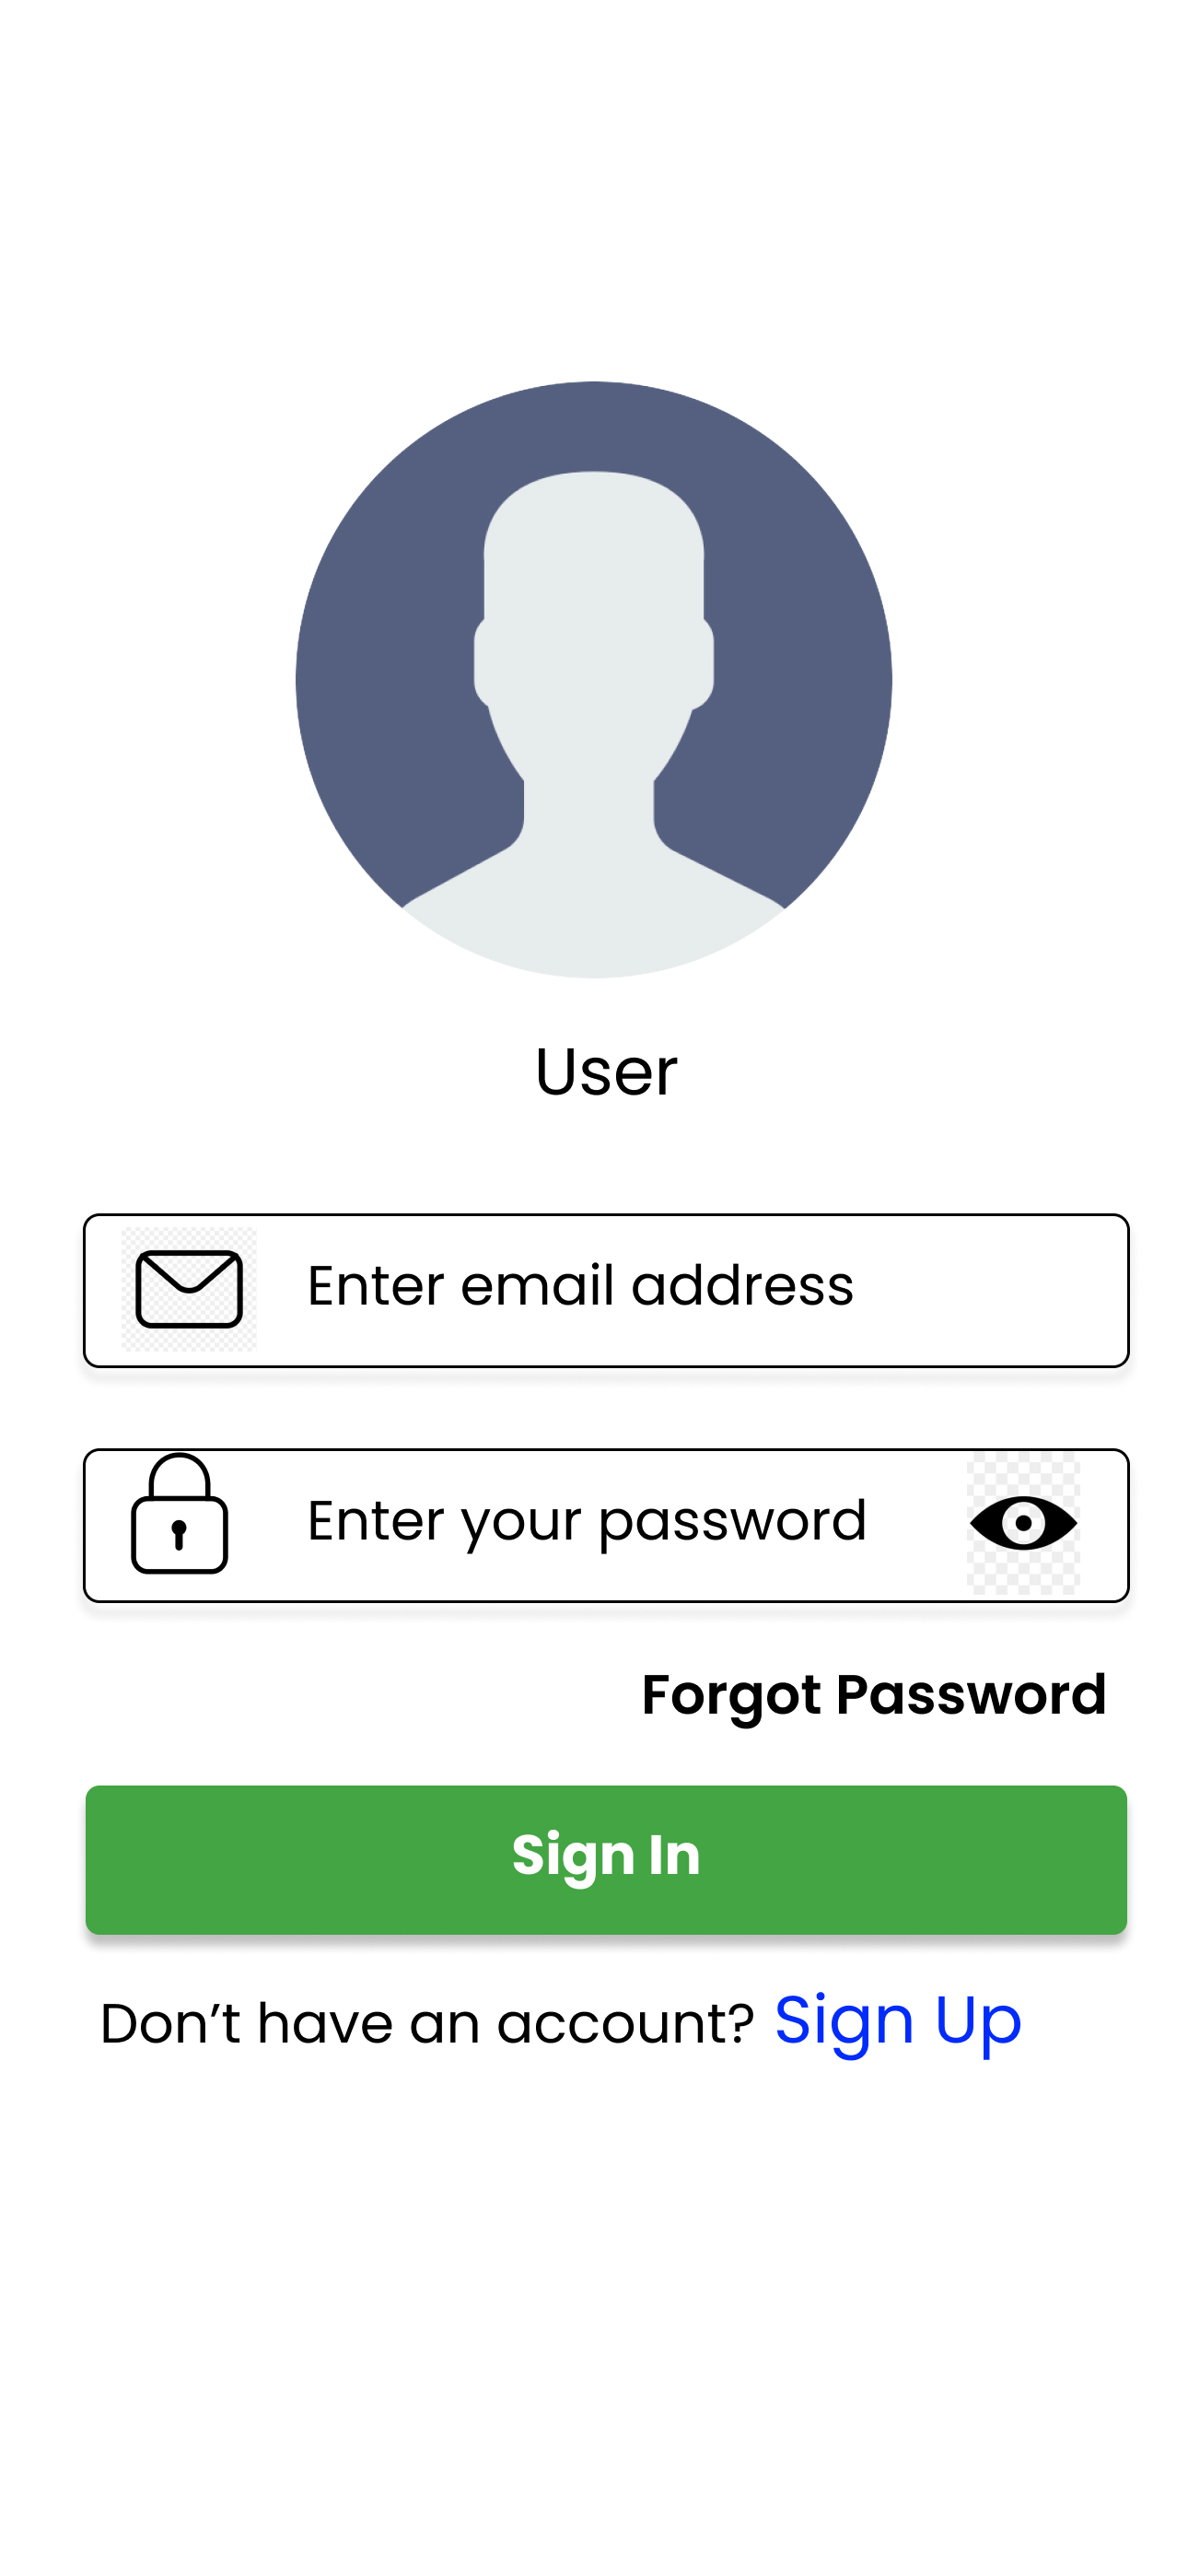 User
Enter email address
Enter your password
Forgot Password
Sign In
Don’t have an account? Sign Up